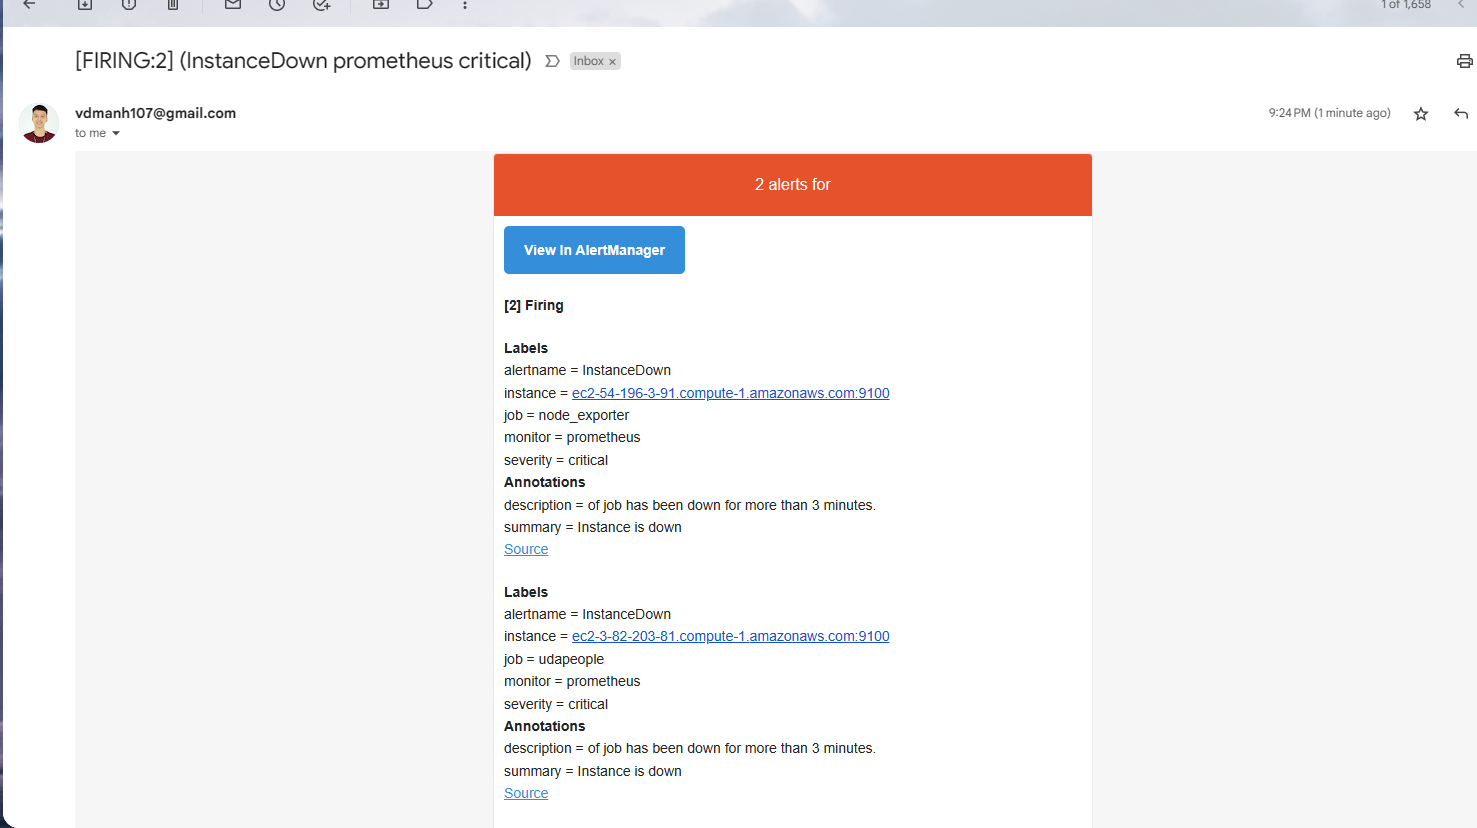 1 of 1,658
[FIRING:2] (InstanceDown prometheus critical)
Inbox ×
vdmanh107@gmail.com
9:24 PM (1 minute ago)
to me
2 alerts for
View In AlertManager
[2] Firing
Labels
alertname = InstanceDown
instance = ec2-54-196-3-91.compute-1.amazonaws.com:9100
job = node_exporter
monitor = prometheus
severity = critical
Annotations
description = of job has been down for more than 3 minutes.
summary = Instance is down
Source
Labels
alertname = InstanceDown
instance = ec2-3-82-203-81.compute-1.amazonaws.com:9100
job = udapeople
monitor = prometheus
severity = critical
Annotations
description = of job has been down for more than 3 minutes.
summary = Instance is down
Source